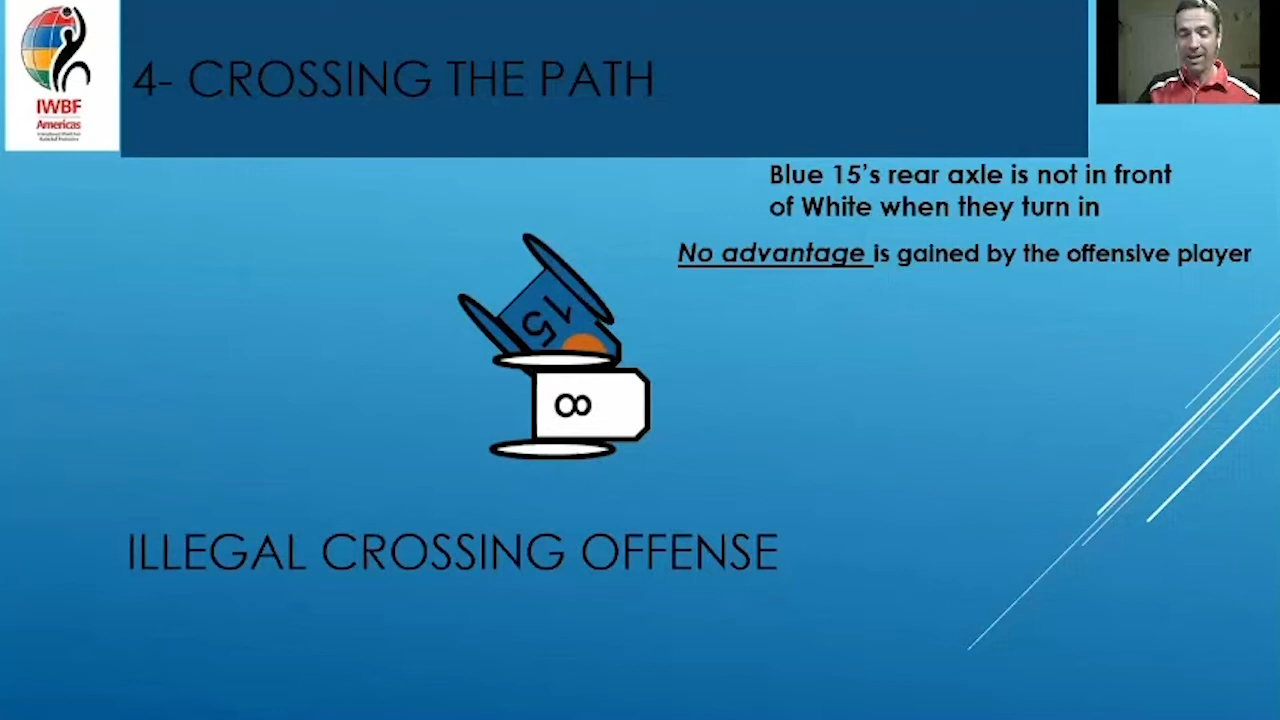 IWBF
Americas
4- CROSSING THE PATH
Blue 15's rear axle is not in front
of White when they turn in
No advantage is gained by the offensive player
15
8
ILLEGAL CROSSING OFFENSE